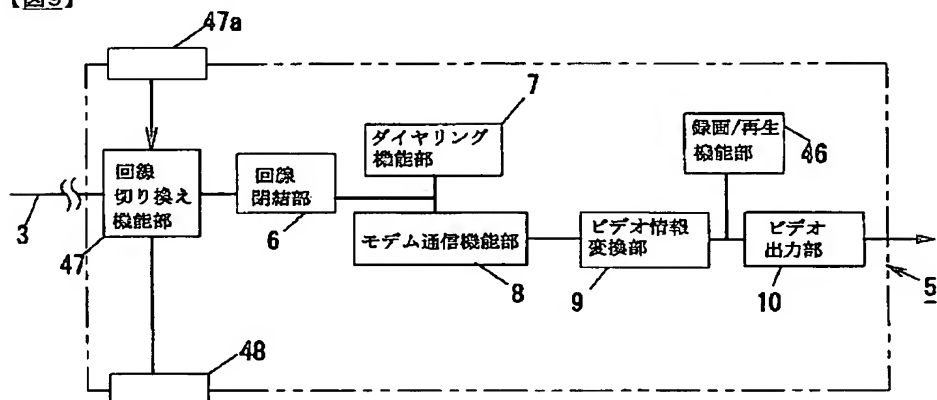 【図9】
47a
7
ダイヤリング
機能部
録画/再生
機能部
46
回線
切り換え
機能部
回線
閉結部
3
47
6
モデム通信機能部
8
ビデオ情報
変換部
9
ビデオ
出力部
10
5
48